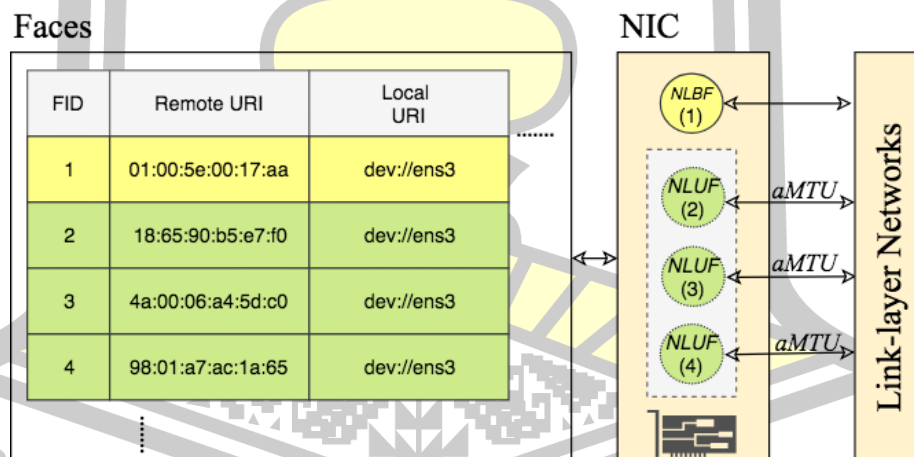 Faces
NIC
FID
Remote URI
Local
URI
1
01:00:5e:00:17:aa
dev://ens3
2
18:65:90:b5:e7:f0
dev://ens3
3
4a:00:06:a4:5d:c0
dev://ens3
4
98:01:a7:ac:1a:65
dev://ens3
NLBF
(1)
NLUF
(2)
aMTU
NLUF
(3)
aMTU
NLUF
(4)
aMTU
Link-layer Networks